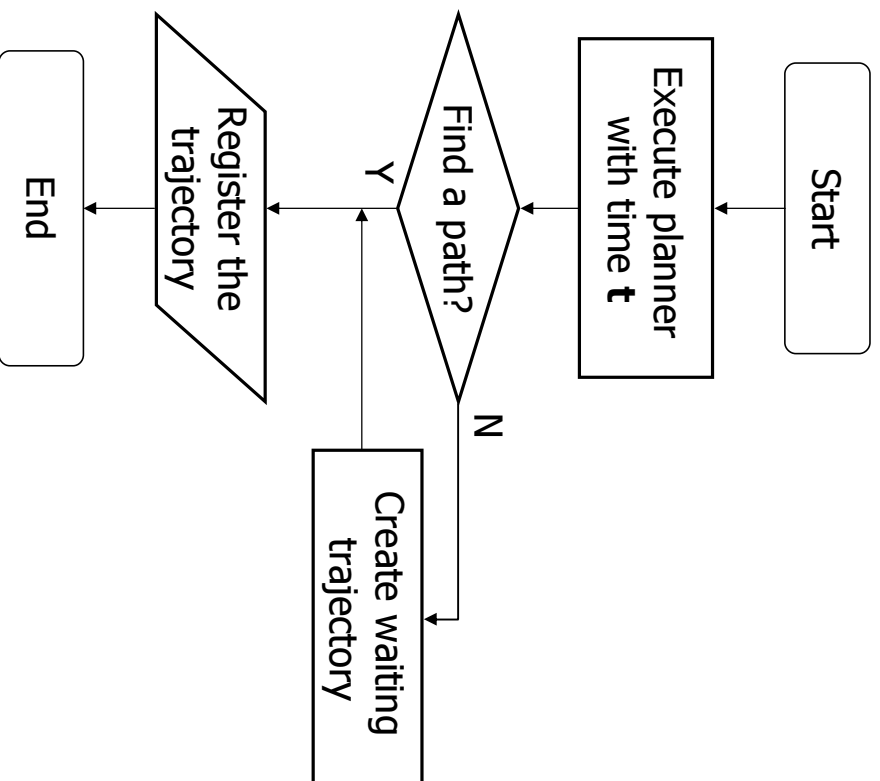 Start
Execute planner
with time t
Find a path?
N
Y
Create waiting
trajectory
Register the
trajectory
End